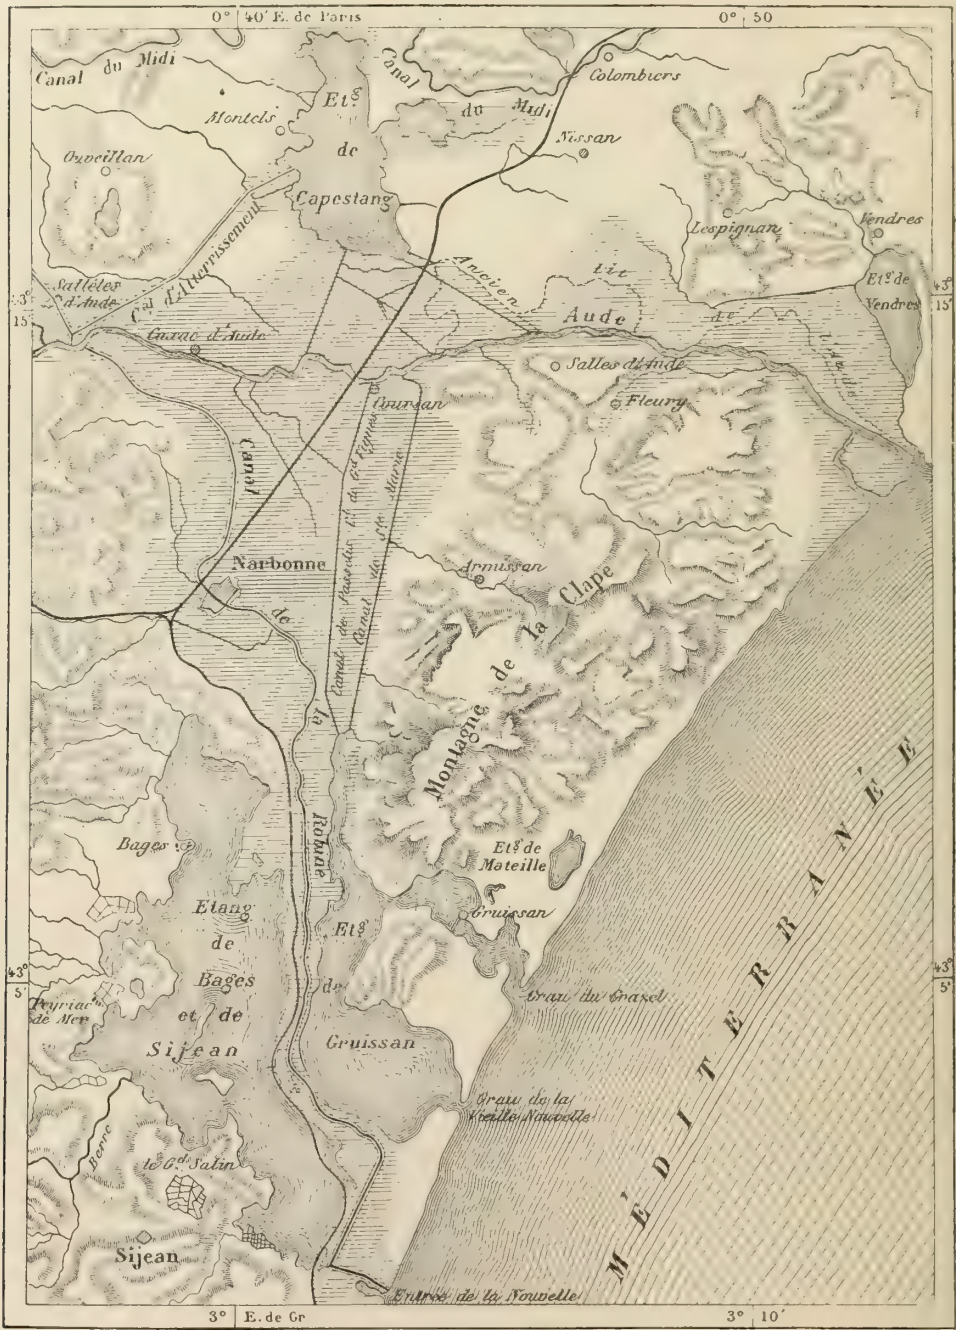 0° 40' E. de Paris
0° 50
Canal du Midi
Canal du Midi
Colombiers
Montels
Etg.
de
Capestang
Nissan
Ouveillan
Lespignan
Vendres
Etg. de
Vendres
Salleles
d'Aude
Cal. d'Atterrissement
Ancien lit de l'Aude
43°
15'
43°
15'
Aude
Cuxac d'Aude
Salles d'Aude
Fleury
Coursan
Canal de la Robine
Canal de Ste. Marie
Narbonne
Armissan
Montagne de la Clape
Bages
Etg. de
Mateille
Gruissan
Etang
de
Bages
et de
Sijean
Etg.
de
Gruissan
43°
5'
43°
5'
Peyriac
de Mer
Grau du Grazel
Grau de la
Vieille Nouvelle
MÉDITERRANÉE
Berre
le Gd. Salin
Sijean
Entrée de la Nouvelle
3° E. de Gr
3° 10'